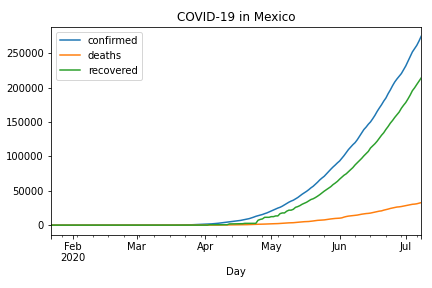 COVID-19 in Mexico
confirmed
deaths
recovered
250000
200000
150000
100000
50000
0
Feb Mar Apr May Jun Jul
2020
Day